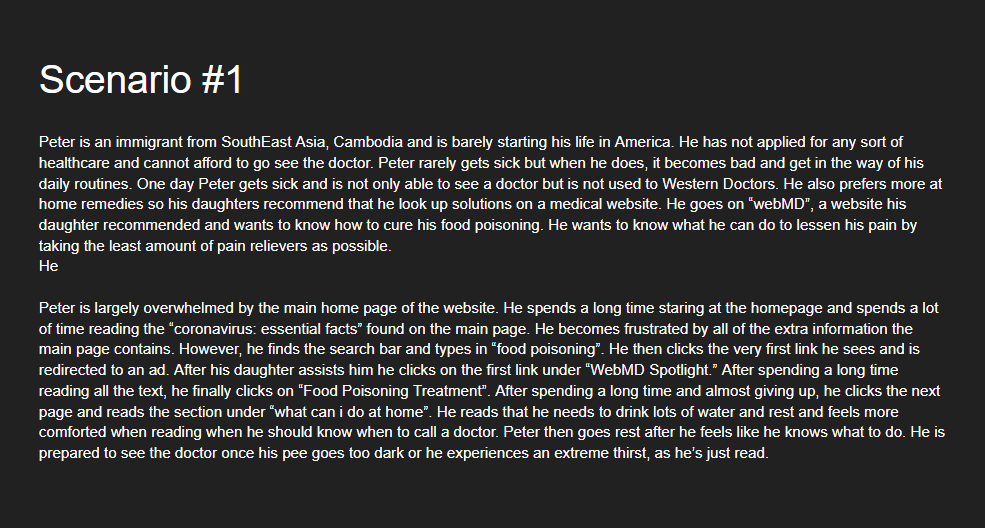 Scenario #1
Peter is an immigrant from SouthEast Asia, Cambodia and is barely starting his life in America. He has not applied for any sort of
healthcare and cannot afford to go see the doctor. Peter rarely gets sick but when he does, it becomes bad and get in the way of his
daily routines. One day Peter gets sick and is not only able to see a doctor but is not used to Western Doctors. He also prefers more at
home remedies so his daughters recommend that he look up solutions on a medical website. He goes on “webMD”, a website his
daughter recommended and wants to know how to cure his food poisoning. He wants to know what he can do to lessen his pain by
taking the least amount of pain relievers as possible.
He
Peter is largely overwhelmed by the main home page of the website. He spends a long time staring at the homepage and spends a lot
of time reading the “coronavirus: essential facts” found on the main page. He becomes frustrated by all of the extra information the
main page contains. However, he finds the search bar and types in “food poisoning”. He then clicks the very first link he sees and is
redirected to an ad. After his daughter assists him he clicks on the first link under “WebMD Spotlight.” After spending a long time
reading all the text, he finally clicks on “Food Poisoning Treatment”. After spending a long time and almost giving up, he clicks the next
page and reads the section under “what can i do at home”. He reads that he needs to drink lots of water and rest and feels more
comforted when reading when he should know when to call a doctor. Peter then goes rest after he feels like he knows what to do. He is
prepared to see the doctor once his pee goes too dark or he experiences an extreme thirst, as he’s just read.